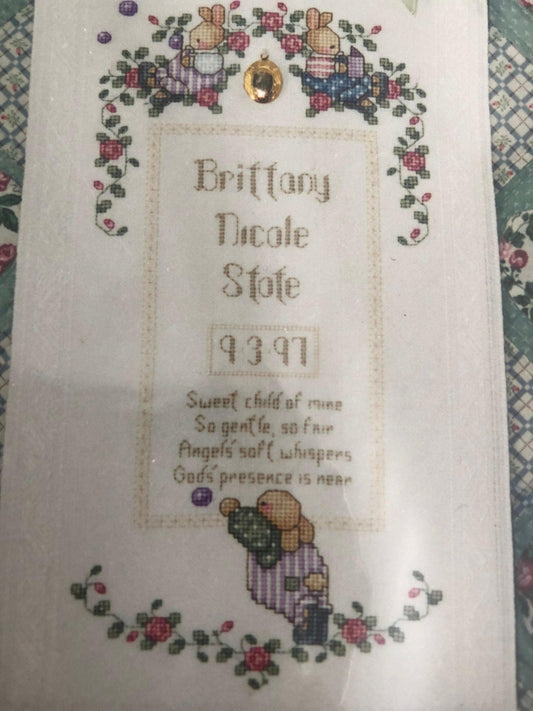 Brittany
Nicole
Stote
9·3·97
Sweet child of mine
So gentle, so fair
Angels' soft whispers
Gods' presence is near